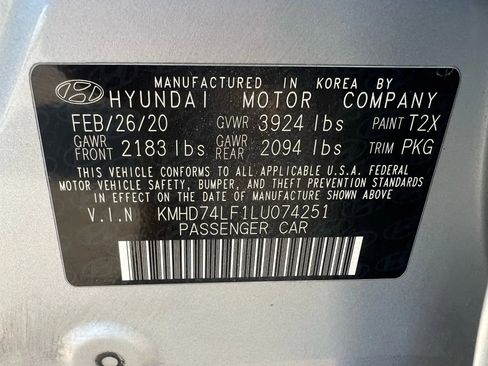 MANUFACTURED IN KOREA BY
HYUNDAI MOTOR COMPANY
FEB/26/20 GVWR 3924 lbs PAINT T2X
GAWR FRONT 2183 lbs GAWR REAR 2094 lbs TRIM PKG
THIS VEHICLE CONFORMS TO ALL APPLICABLE U.S.A. FEDERAL
MOTOR VEHICLE SAFETY, BUMPER, AND THEFT PREVENTION STANDARDS
IN EFFECT ON THE DATE OF MANUFACTURE SHOWN ABOVE
V.I.N KMHD74LF1LU074251
PASSENGER CAR